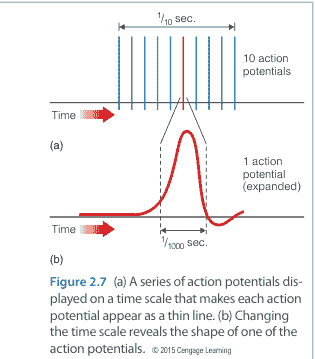 1/10 sec.
10 action
potentials
Time
(a)
1 action
potential
(expanded)
Time
1/1000 sec.
(b)
Figure 2.7 (a) A series of action potentials dis-
played on a time scale that makes each action
potential appear as a thin line. (b) Changing
the time scale reveals the shape of one of the
action potentials. © 2015 Cengage Learning